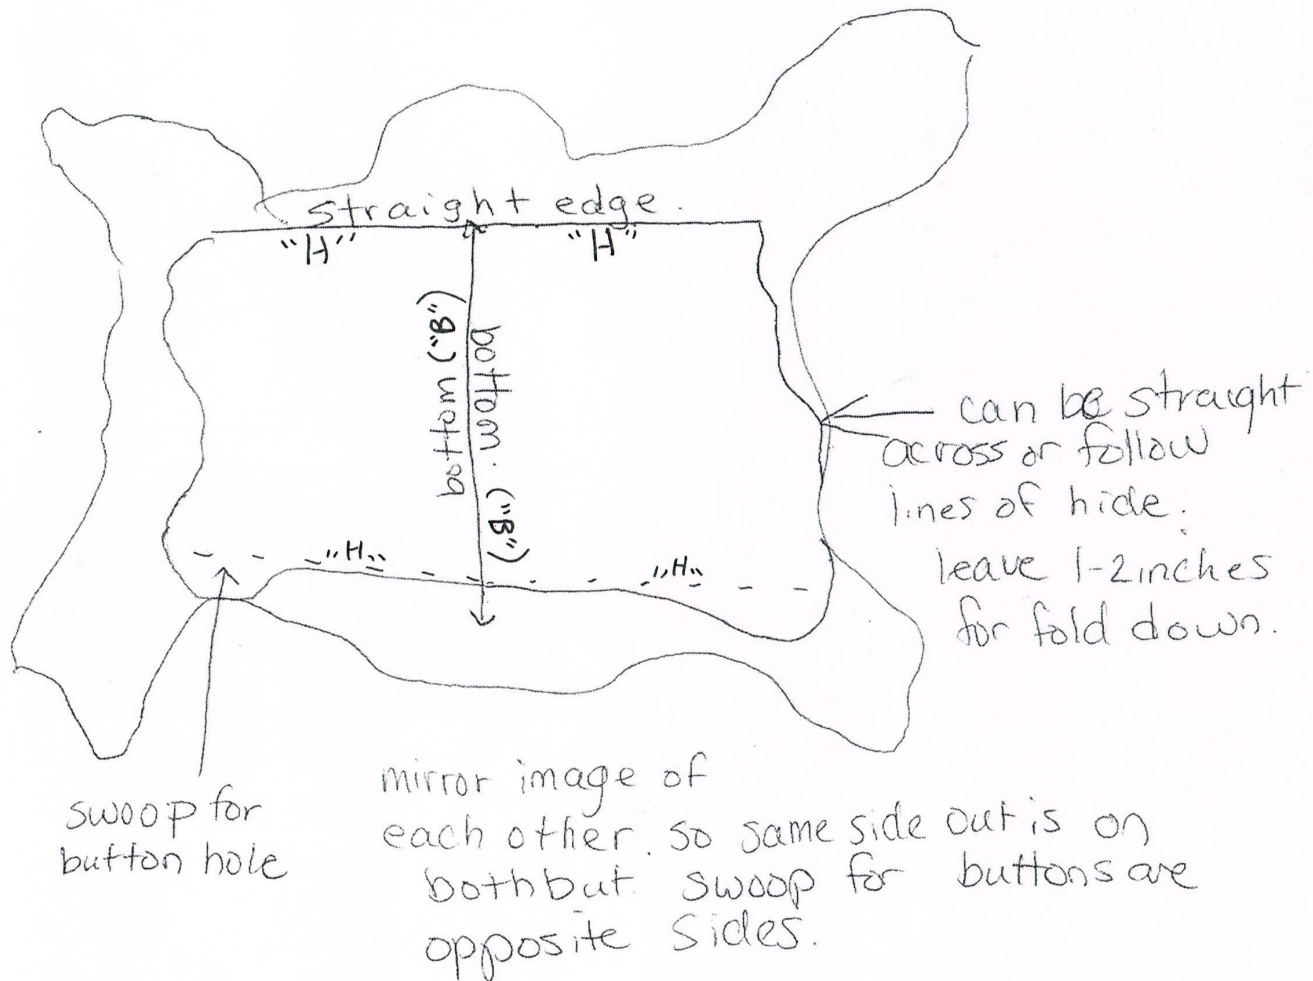 straight edge.
"H" "H"
bottom ("B")
bottom. ("B")
"H" "H"
can be straight
across or follow
lines of hide.
leave 1-2 inches
for fold down.
swoop for
button hole
mirror image of
each other. so same side out is on
both but swoop for buttons are
opposite sides.